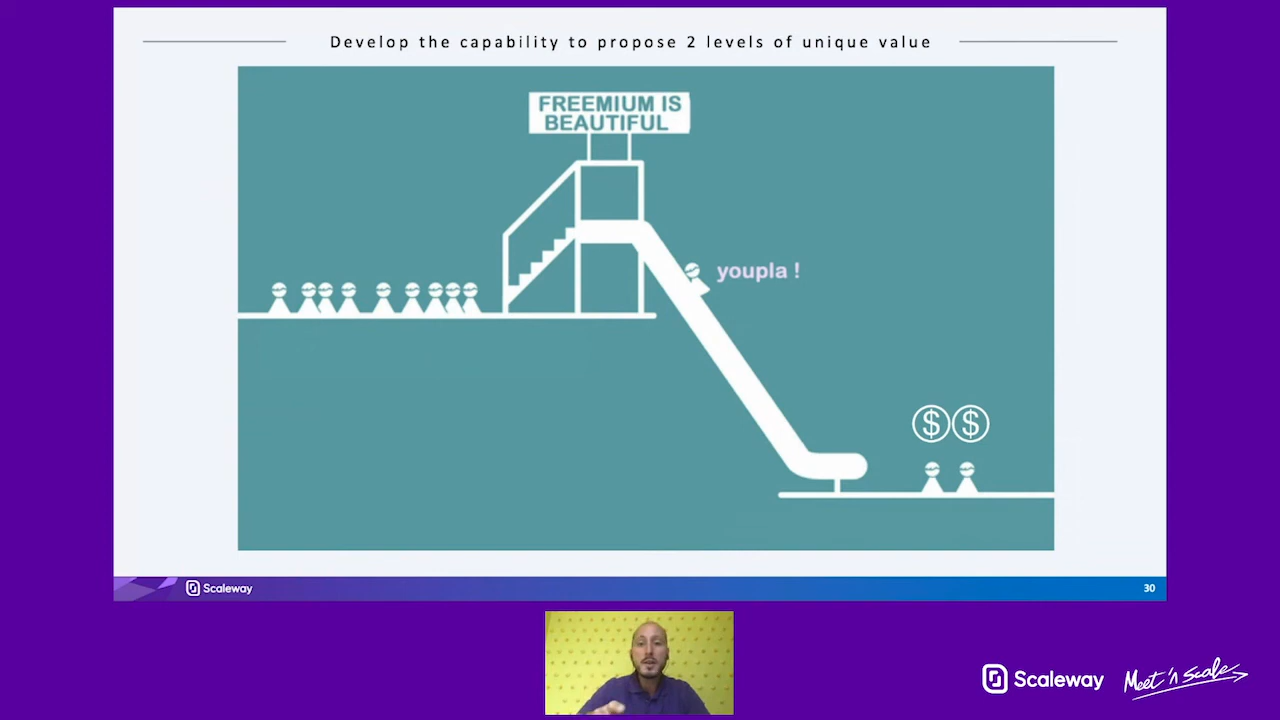 Develop the capability to propose 2 levels of unique value
FREEMIUM IS
BEAUTIFUL
youpla !
$ $
Scaleway
30
Scaleway Meet 'n Scale